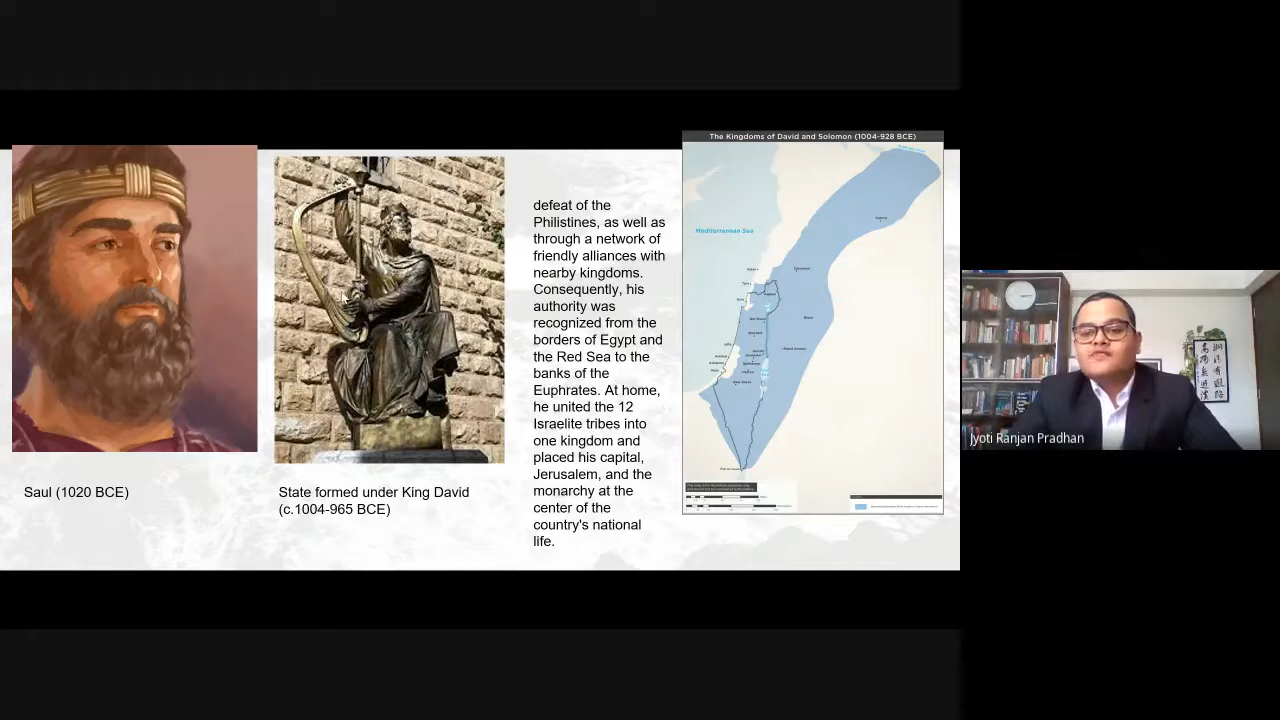 Saul (1020 BCE)
State formed under King David
(c.1004-965 BCE)
defeat of the
Philistines, as well as
through a network of
friendly alliances with
nearby kingdoms.
Consequently, his
authority was
recognized from the
borders of Egypt and
the Red Sea to the
banks of the
Euphrates. At home,
he united the 12
Israelite tribes into
one kingdom and
placed his capital,
Jerusalem, and the
monarchy at the
center of the
country's national
life.
The Kingdoms of David and Solomon (1004-928 BCE)
Mediterranean Sea
Damascus
Jyoti Ranjan Pradhan